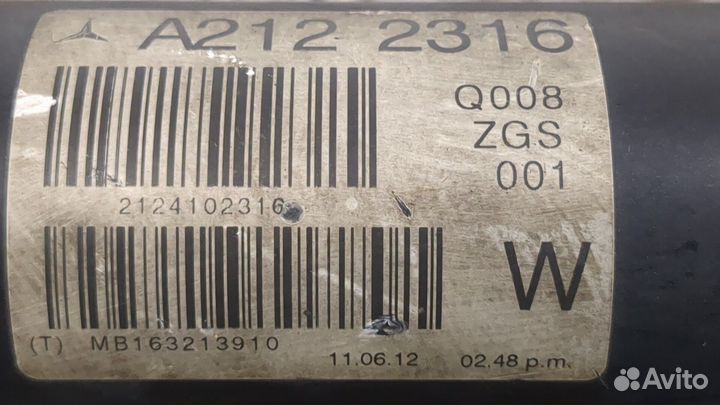 A212 2316
Q008
ZGS
001
2124102316
W
(T) MB163213910
11.06.12 02.48 p.m.
Avito